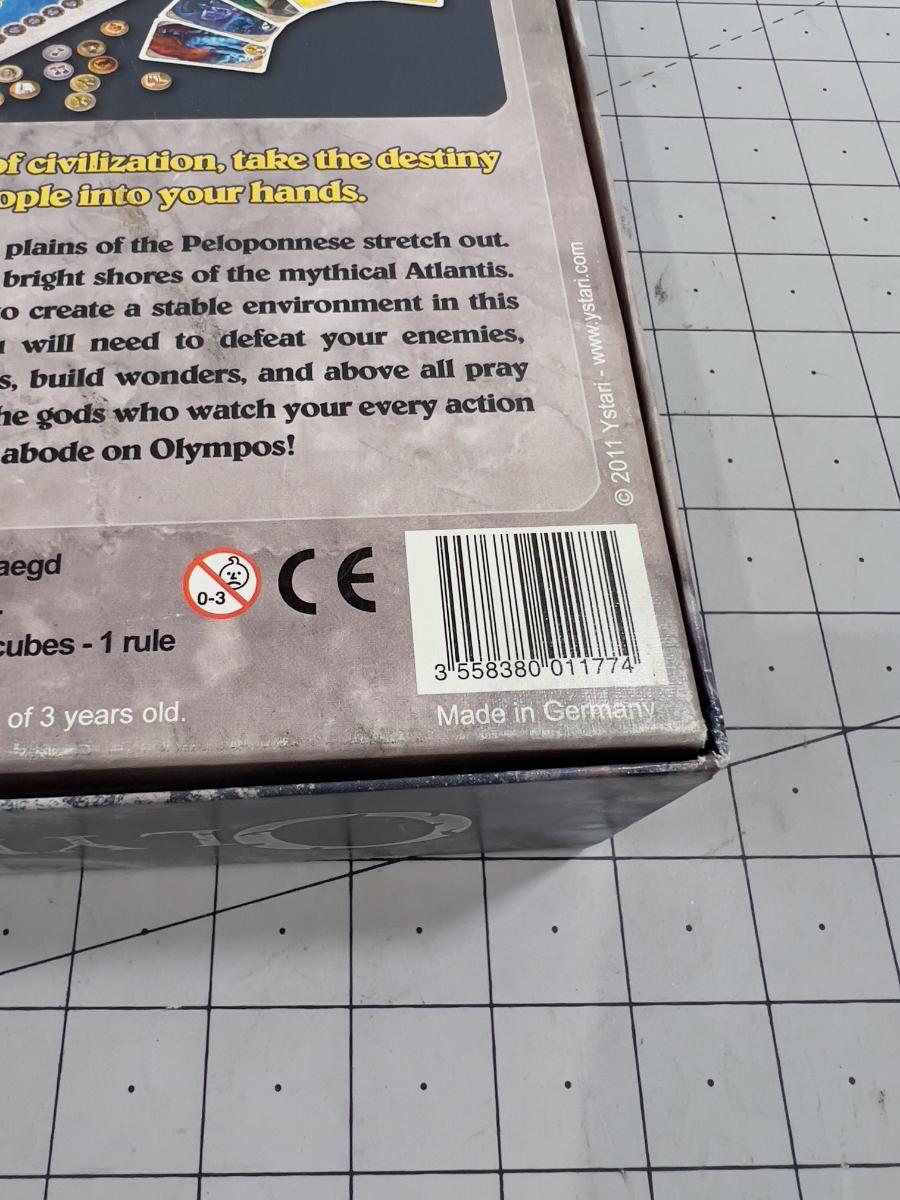 of civilization, take the destiny
ople into your hands.
plains of the Peloponnese stretch out.
bright shores of the mythical Atlantis.
to create a stable environment in this
will need to defeat your enemies,
s, build wonders, and above all pray
he gods who watch your every action
abode on Olympos!
© 2011 Ystari - www.ystari.com
aegd
0-3
CE
cubes - 1 rule
3 558380 011774
of 3 years old.
Made in Germany